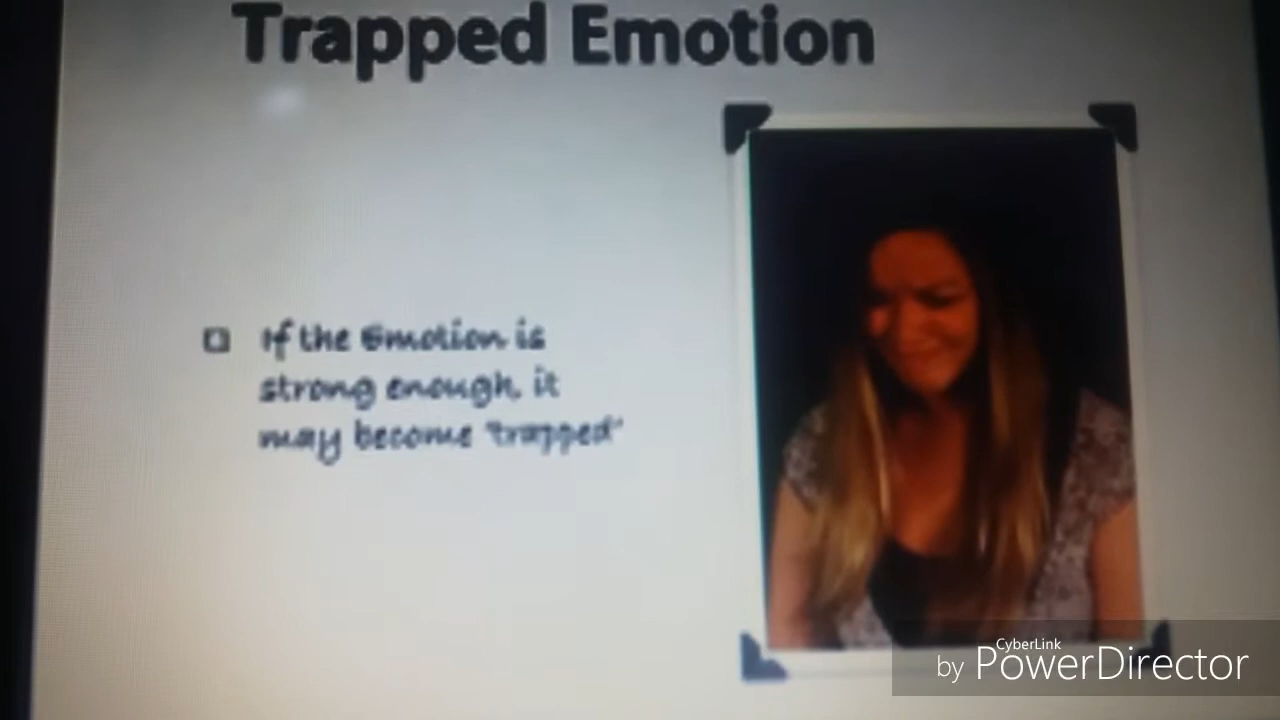 Trapped Emotion
If the Emotion is
strong enough, it
may become "trapped"
CyberLink
by PowerDirector